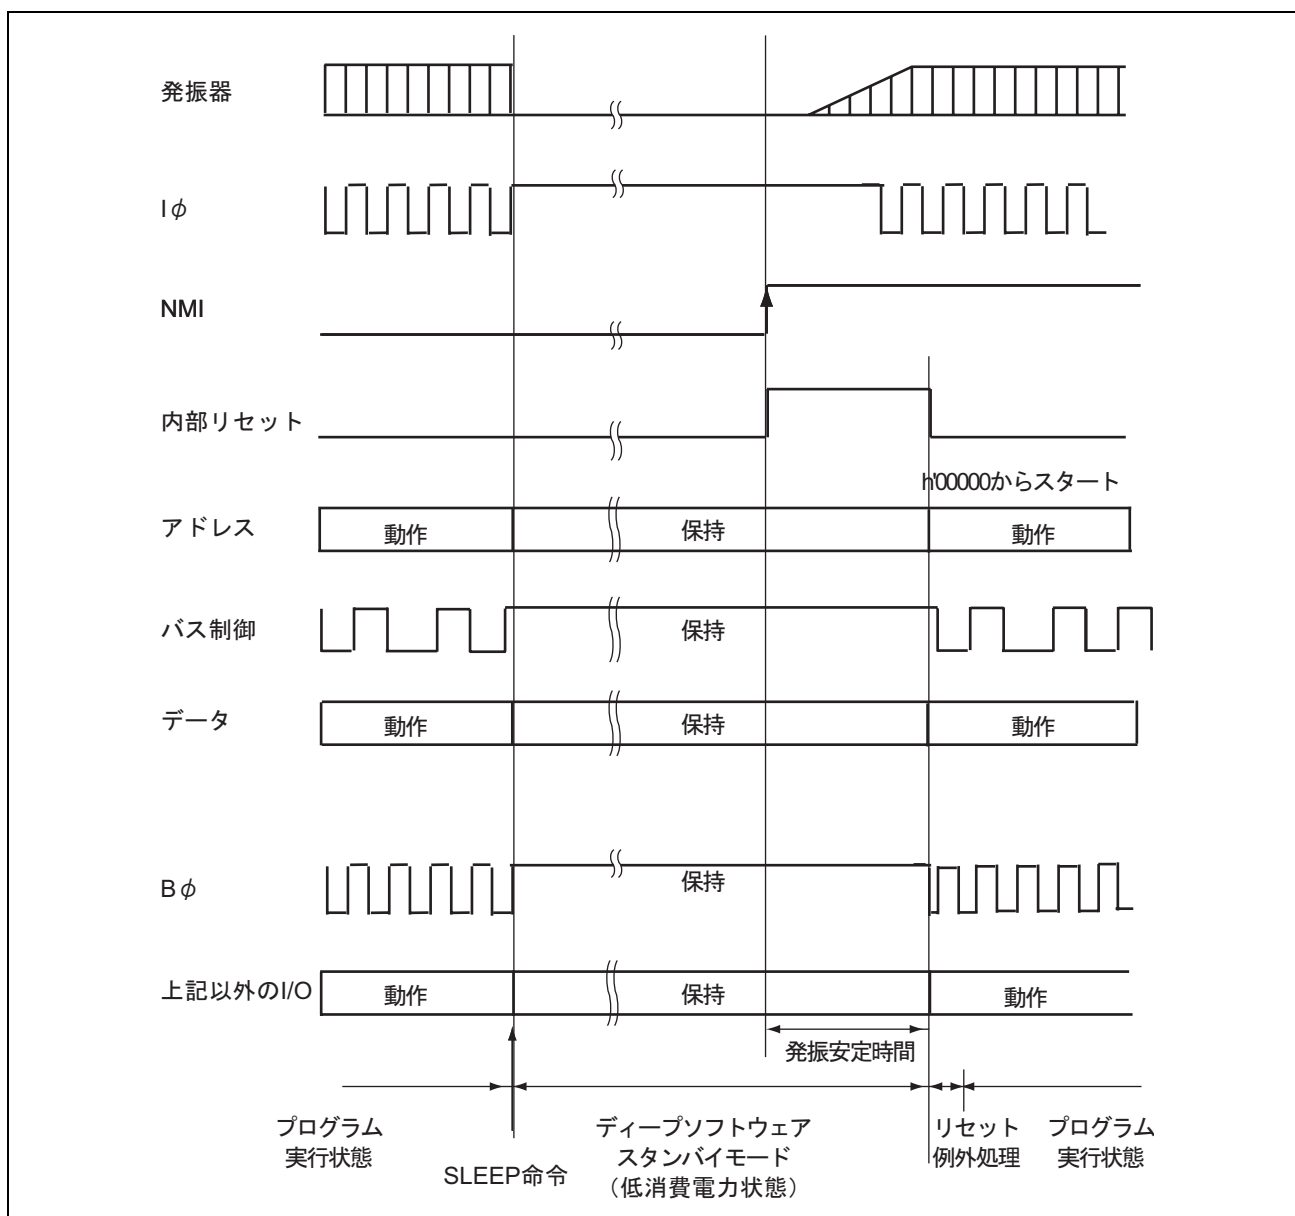 発振器
Iφ
NMI
内部リセット
h'00000からスタート
アドレス
動作
保持
動作
バス制御
保持
データ
動作
保持
動作
Bφ
保持
上記以外のI/O
動作
保持
動作
発振安定時間
プログラム
実行状態
SLEEP命令
ディープソフトウェア
スタンバイモード
（低消費電力状態）
リセット
例外処理
プログラム
実行状態